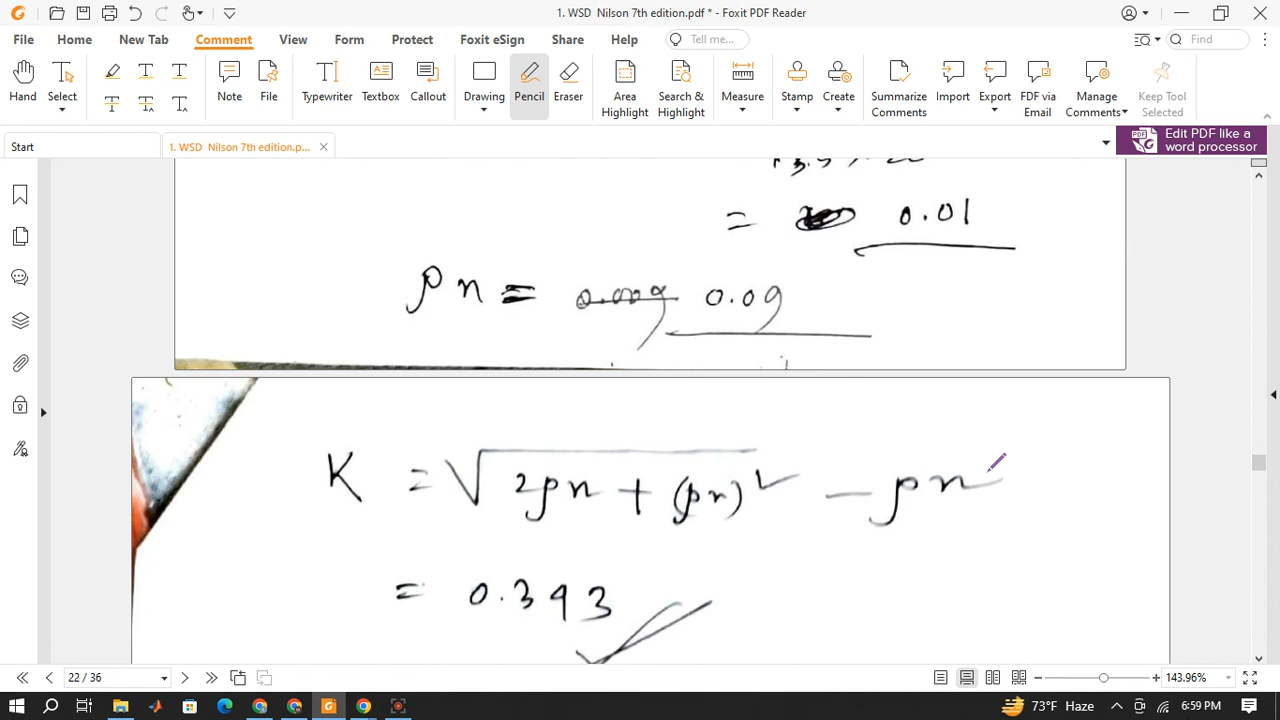 1. WSD Nilson 7th edition.pdf * - Foxit PDF Reader
File Home New Tab Comment View Form Protect Foxit eSign Share Help Tell me... Find
Hand Select Note File Typewriter Textbox Callout Drawing Pencil Eraser Area Highlight Search & Highlight Measure Stamp Create Summarize Comments Import Export FDF via Email Manage Comments Keep Tool Selected
Start 1. WSD Nilson 7th edition.p... Edit PDF like a word processor
= 0.01
ρn = 0.009 0.09
K = √2ρn + (ρn)² - ρn
= 0.393
22 / 36 143.96%
73°F Haze 6:59 PM